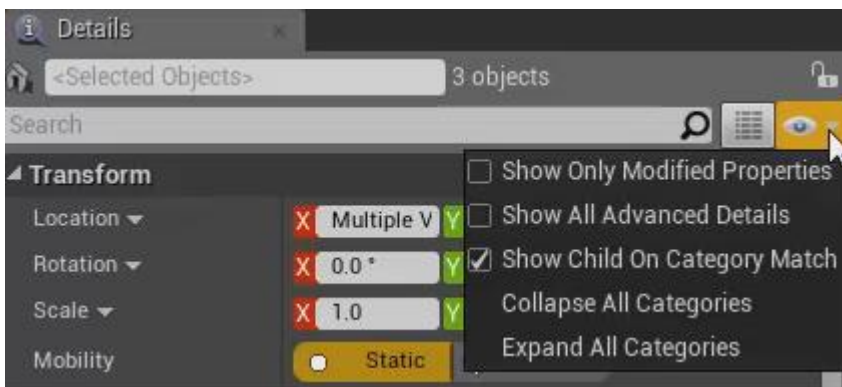 Details
<Selected Objects> 3 objects
Search
Transform
Show Only Modified Properties
Location X Multiple V Y
Show All Advanced Details
Rotation X 0.0 ° Y
Show Child On Category Match
Scale X 1.0 Y
Collapse All Categories
Mobility Static
Expand All Categories